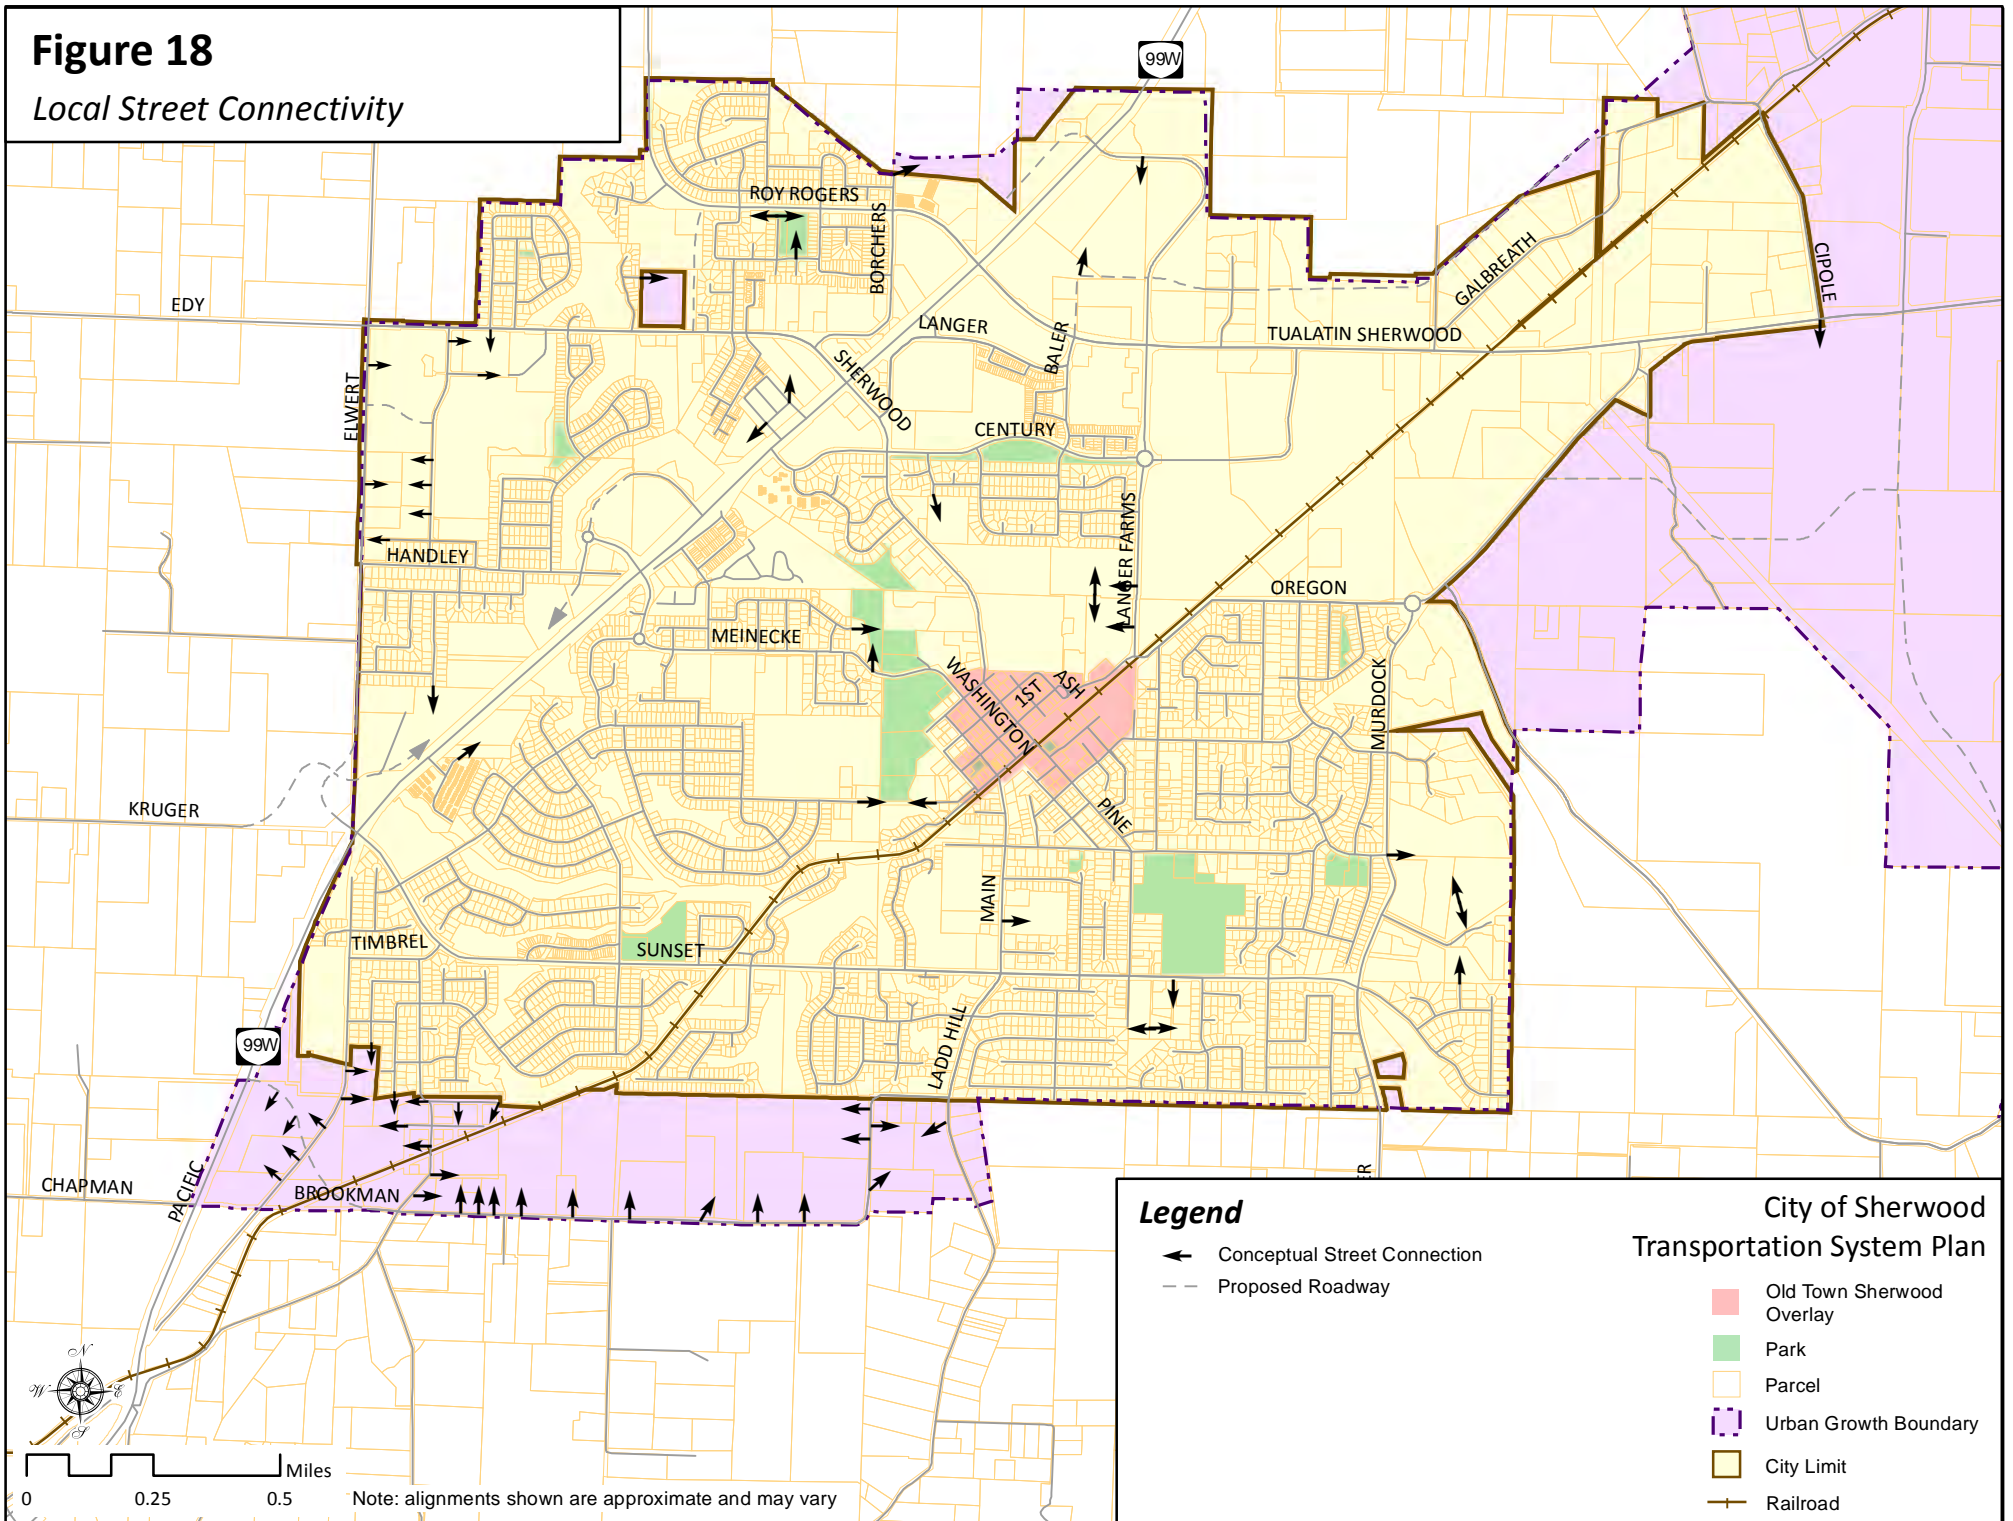 Figure 18
Local Street Connectivity
99W
ROY ROGERS
BORCHERS
EDY
LANGER
BALER
SHERWOOD
GALBREATH
CIPOLE
TUALATIN SHERWOOD
ELWERT
CENTURY
LANGER FARMS
HANDLEY
OREGON
MEINECKE
WASHINGTON
1ST
ASH
MURDOCK
KRUGER
PINE
MAIN
TIMBREL
SUNSET
99W
LADD HILL
CHAPMAN
PACIFIC
BROOKMAN
ER
Legend
Conceptual Street Connection
Proposed Roadway
City of Sherwood
Transportation System Plan
Old Town Sherwood
Overlay
Park
Parcel
Urban Growth Boundary
City Limit
Railroad
N
W
E
S
Miles
0 0.25 0.5
Note: alignments shown are approximate and may vary